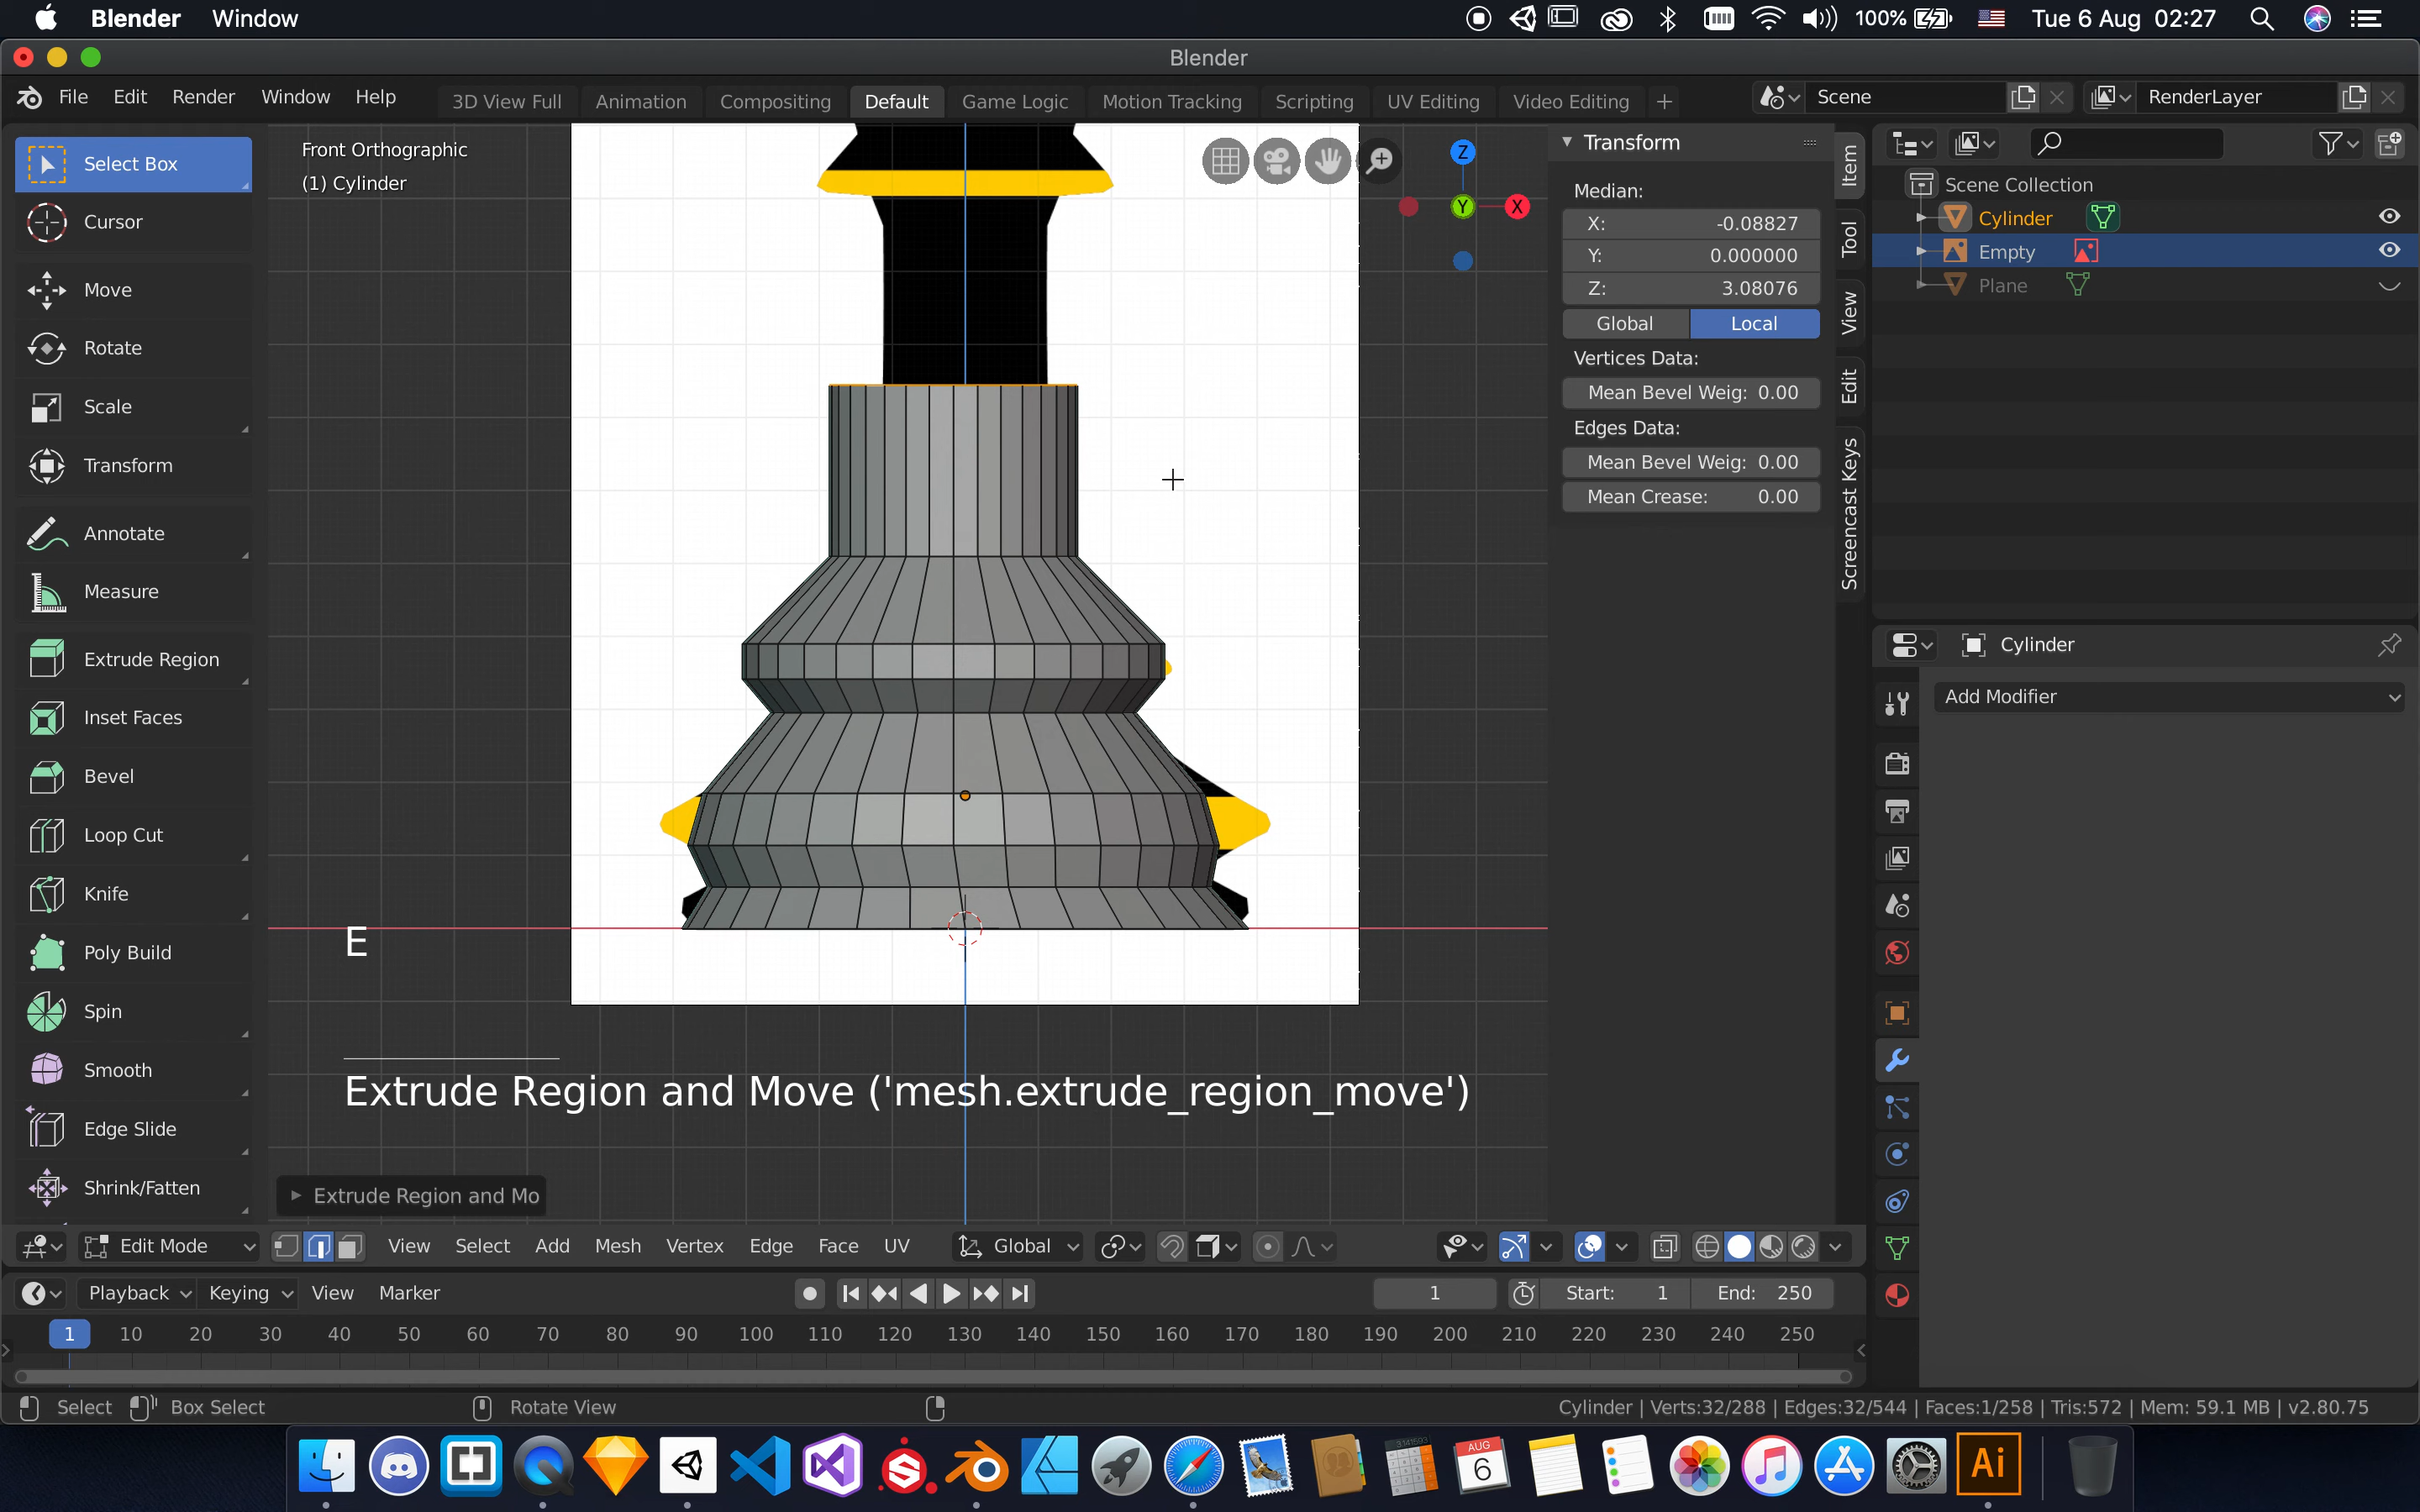 Blender Window 100% Tue 6 Aug 02:27
Blender
File Edit Render Window Help 3D View Full Animation Compositing Default Game Logic Motion Tracking Scripting UV Editing Video Editing + Scene RenderLayer
Select Box
Cursor
Move
Rotate
Scale
Transform
Annotate
Measure
Extrude Region
Inset Faces
Bevel
Loop Cut
Knife
Poly Build
Spin
Smooth
Edge Slide
Shrink/Fatten
Front Orthographic
(1) Cylinder
Z
Y
X
E
Extrude Region and Move ('mesh.extrude_region_move')
Extrude Region and Mo
Transform
Median:
X: -0.08827
Y: 0.000000
Z: 3.08076
Global Local
Vertices Data:
Mean Bevel Weig: 0.00
Edges Data:
Mean Bevel Weig: 0.00
Mean Crease: 0.00
Item
Tool
View
Edit
Screencast Keys
Scene Collection
Cylinder
Empty
Plane
Cylinder
Add Modifier
Edit Mode View Select Add Mesh Vertex Edge Face UV Global
Playback Keying View Marker 1 Start: 1 End: 250
1 10 20 30 40 50 60 70 80 90 100 110 120 130 140 150 160 170 180 190 200 210 220 230 240 250
Select Box Select Rotate View Cylinder | Verts:32/288 | Edges:32/544 | Faces:1/258 | Tris:572 | Mem: 59.1 MB | v2.80.75
AUG
6
Ai